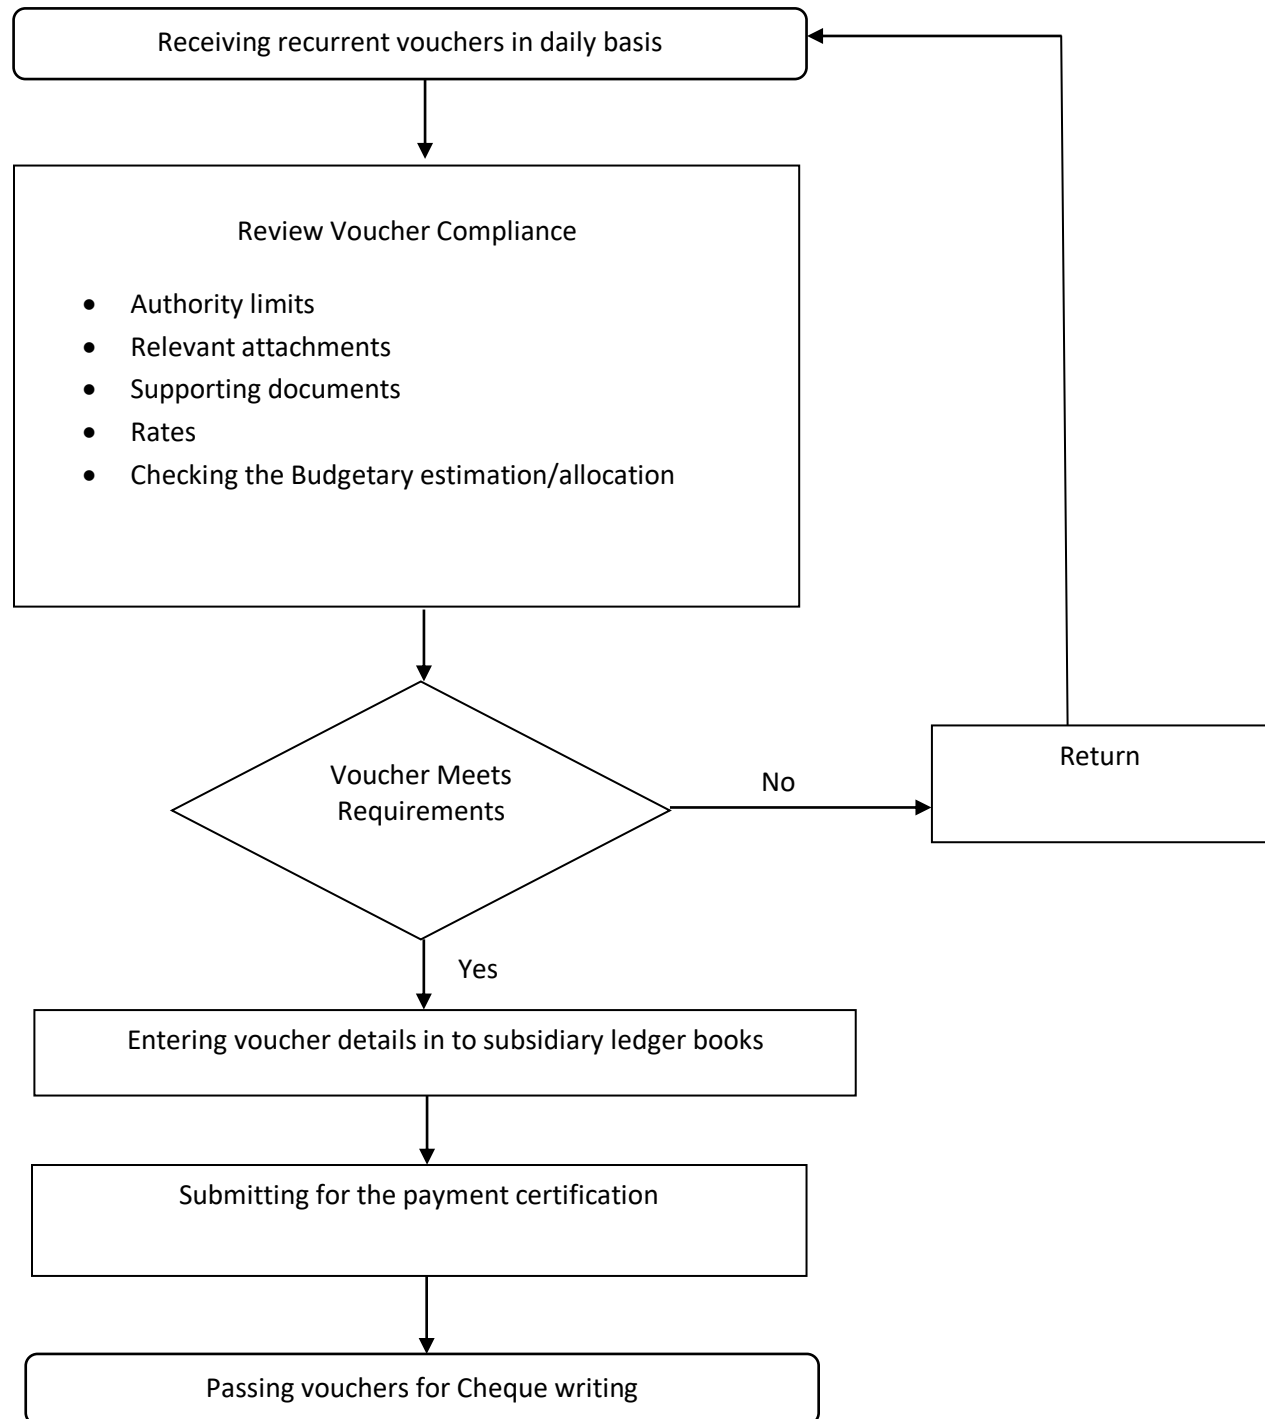 Receiving recurrent vouchers in daily basis
Review Voucher Compliance
• Authority limits
• Relevant attachments
• Supporting documents
• Rates
• Checking the Budgetary estimation/allocation
Voucher Meets
Requirements
No
Return
Yes
Entering voucher details in to subsidiary ledger books
Submitting for the payment certification
Passing vouchers for Cheque writing